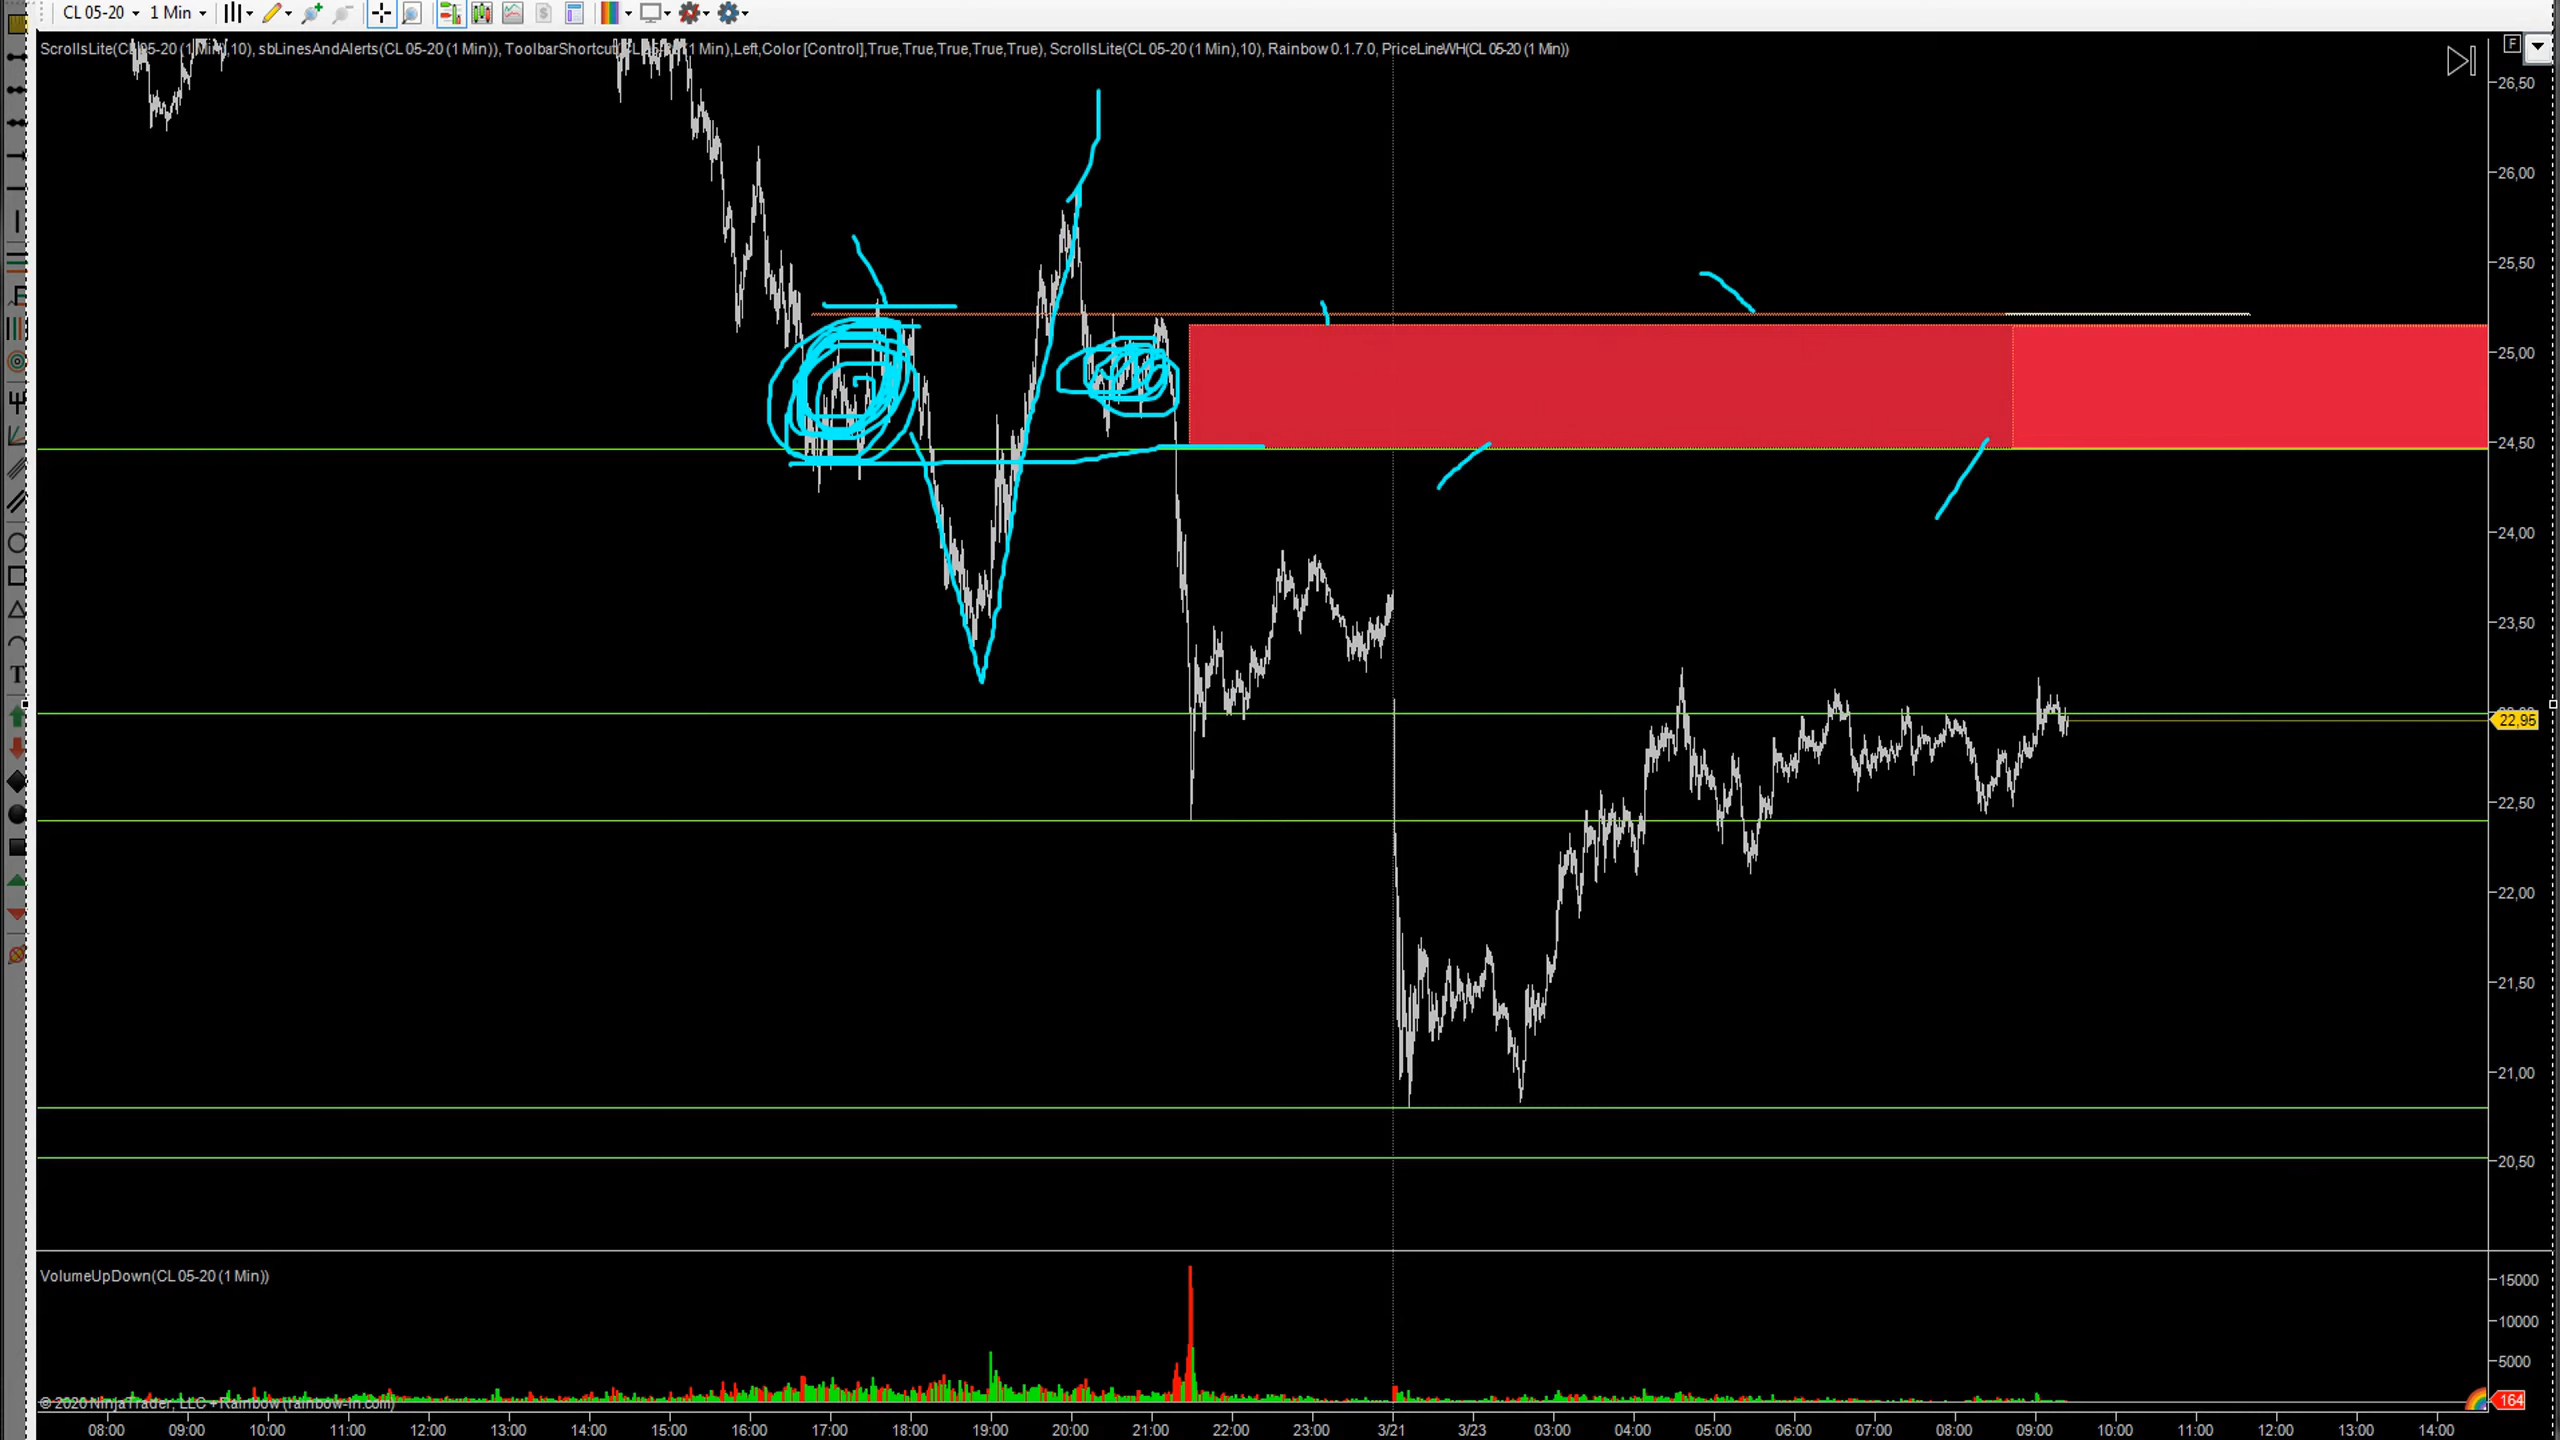 CL 05-20 1 Min
ScrollsLite(CL 05-20 (1 Min),10), sbLinesAndAlerts(CL 05-20 (1 Min)), ToolbarShortcut(CL 05-20 (1 Min),Left,Color [Control],True,True,True,True,True), ScrollsLite(CL 05-20 (1 Min),10), Rainbow 0.1.7.0, PriceLineWH(CL 05-20 (1 Min))
F
26,50
26,00
25,50
25,00
24,50
24,00
23,50
22,95
22,50
22,00
21,50
21,00
20,50
VolumeUpDown(CL 05-20 (1 Min))
15000
10000
5000
164
© 2020 NinjaTrader, LLC + Rainbow (rainbow-in.com)
08:00 09:00 10:00 11:00 12:00 13:00 14:00 15:00 16:00 17:00 18:00 19:00 20:00 21:00 22:00 23:00 3/21 3/23 03:00 04:00 05:00 06:00 07:00 08:00 09:00 10:00 11:00 12:00 13:00 14:00